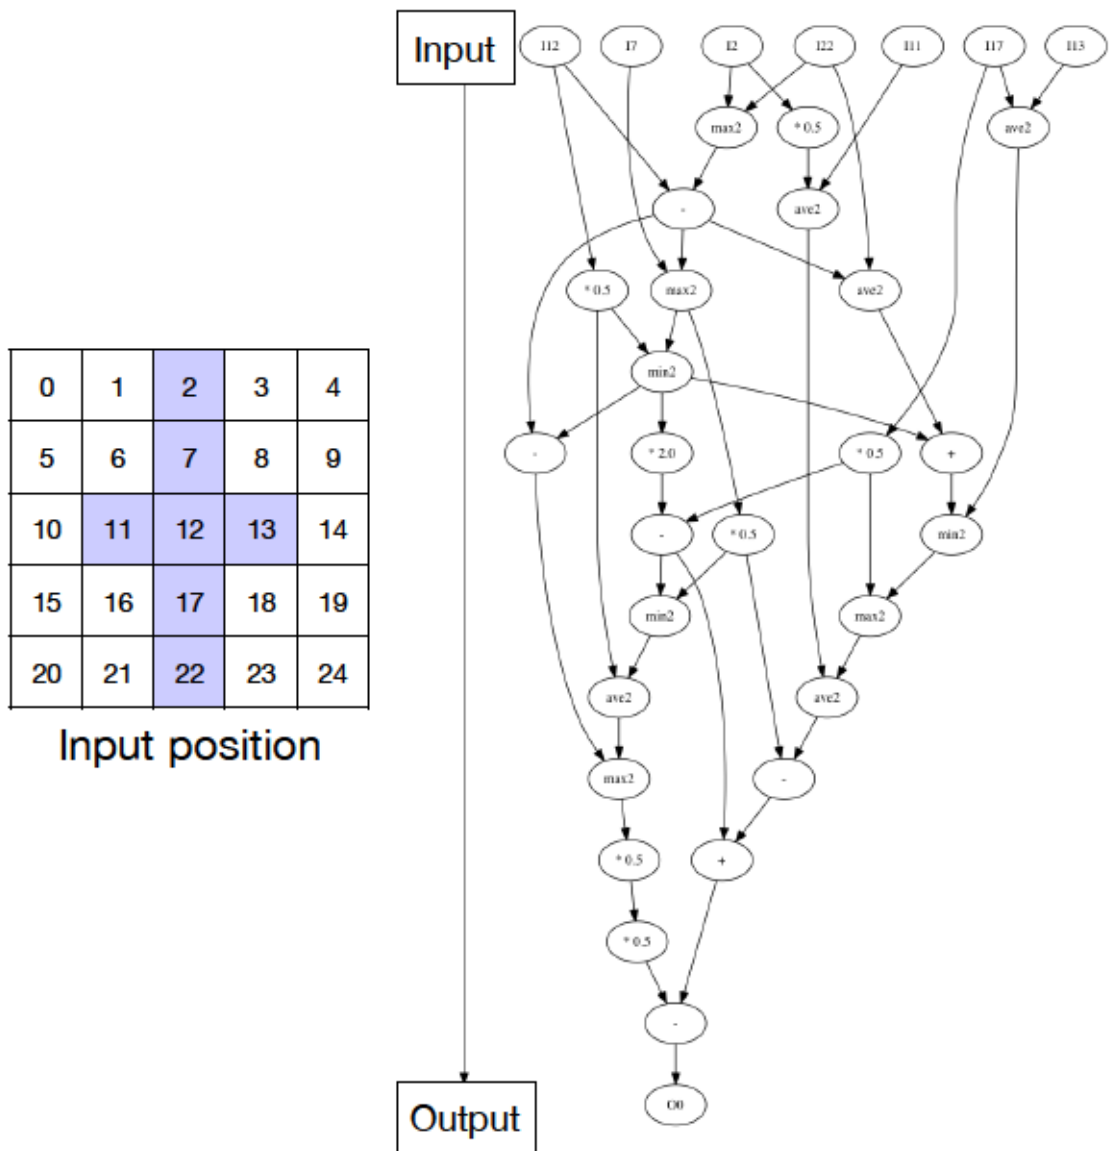 Input
I12 I7 I2 I22 I11 I17 I13
max2 * 0.5 ave2
- ave2
* 0.5 max2 ave2
min2
- * 2.0 * 0.5 +
- * 0.5 min2
min2 max2
ave2 ave2
max2 -
* 0.5 +
* 0.5
-
O0
Output
0 1 2 3 4
5 6 7 8 9
10 11 12 13 14
15 16 17 18 19
20 21 22 23 24
Input position